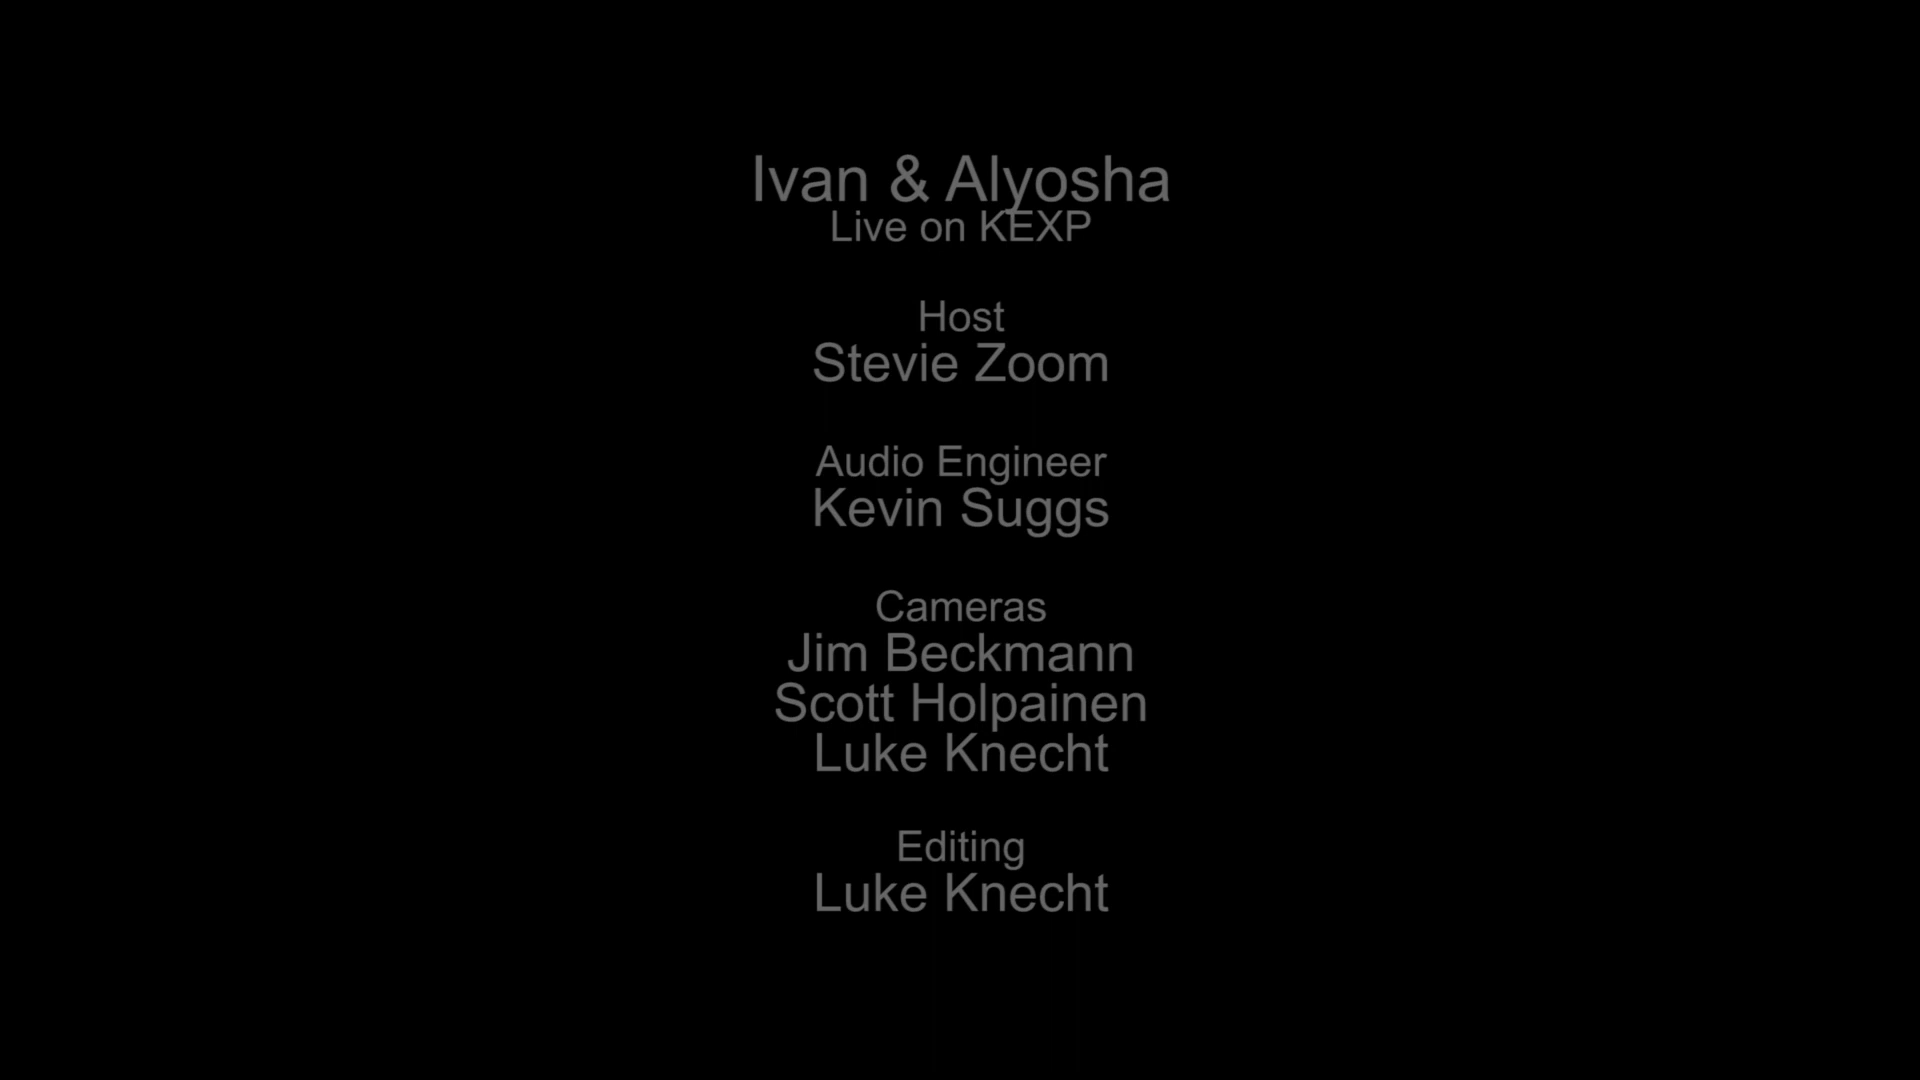 Ivan & Alyosha
Live on KEXP
Host
Stevie Zoom
Audio Engineer
Kevin Suggs
Cameras
Jim Beckmann
Scott Holpainen
Luke Knecht
Editing
Luke Knecht